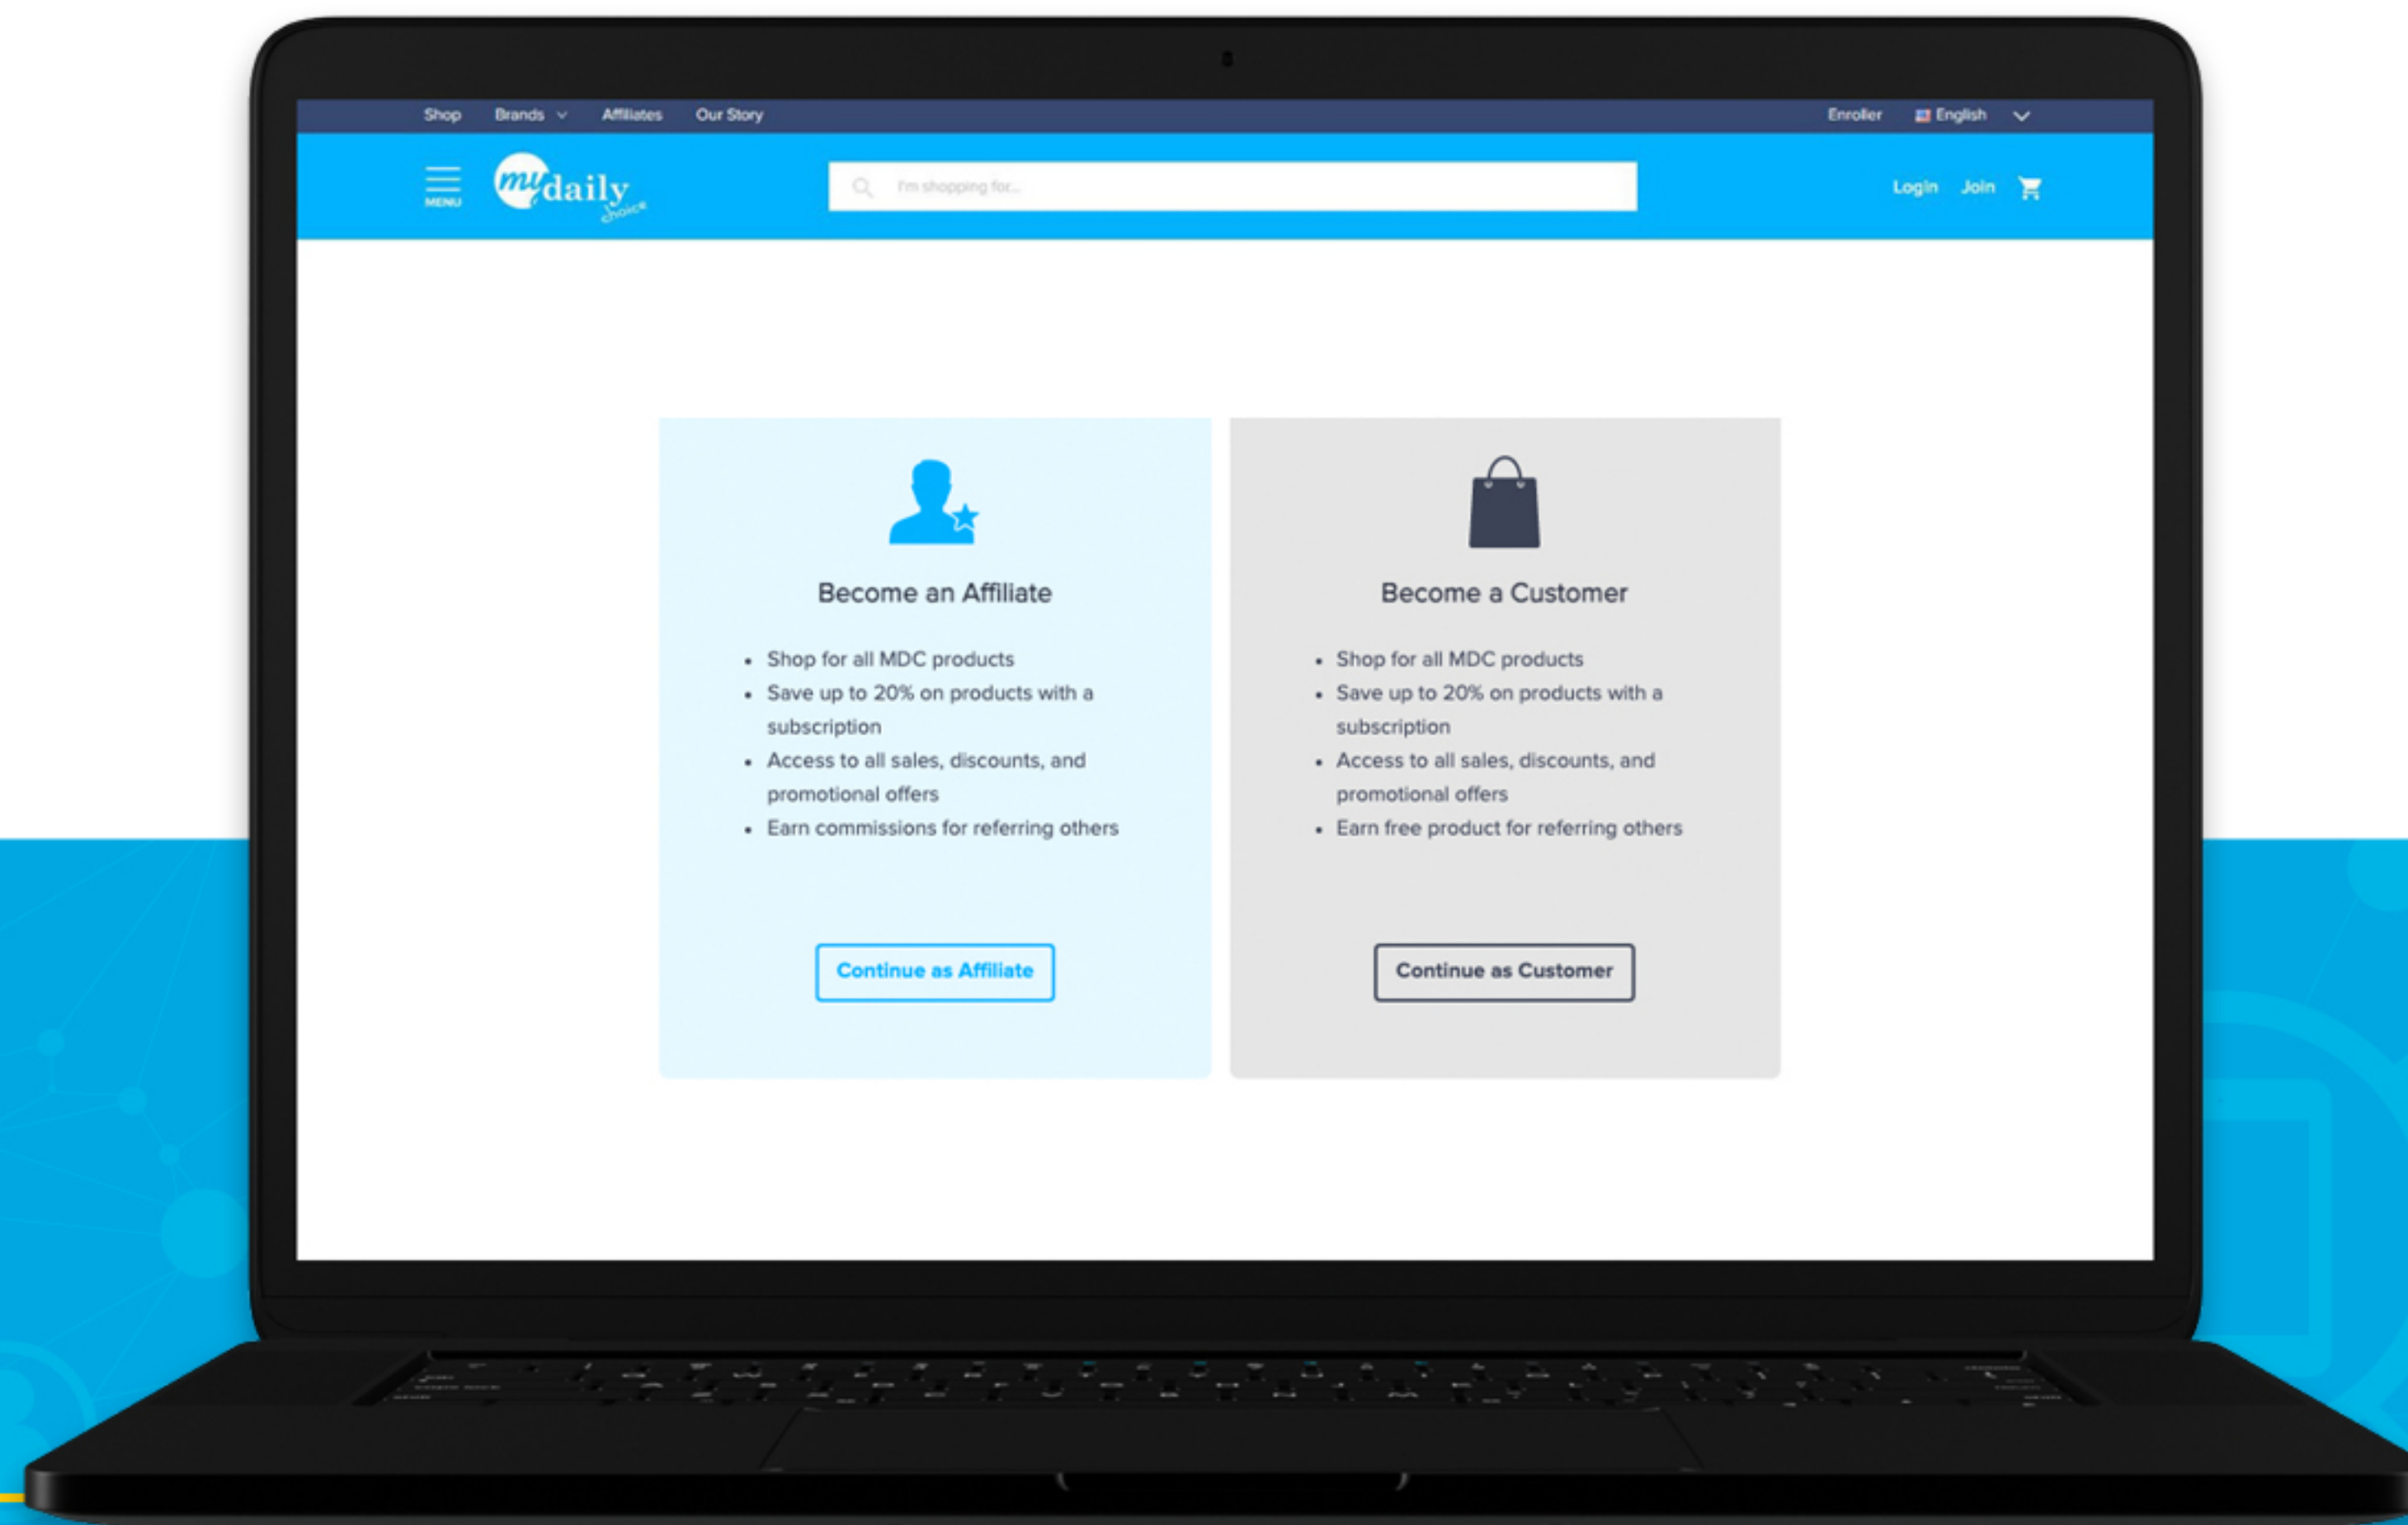 Shop Brands Affiliates Our Story Enroller English
MENU
my daily choice
I'm shopping for...
Login Join
Become an Affiliate
• Shop for all MDC products
• Save up to 20% on products with a
subscription
• Access to all sales, discounts, and
promotional offers
• Earn commissions for referring others
Continue as Affiliate
Become a Customer
• Shop for all MDC products
• Save up to 20% on products with a
subscription
• Access to all sales, discounts, and
promotional offers
• Earn free product for referring others
Continue as Customer